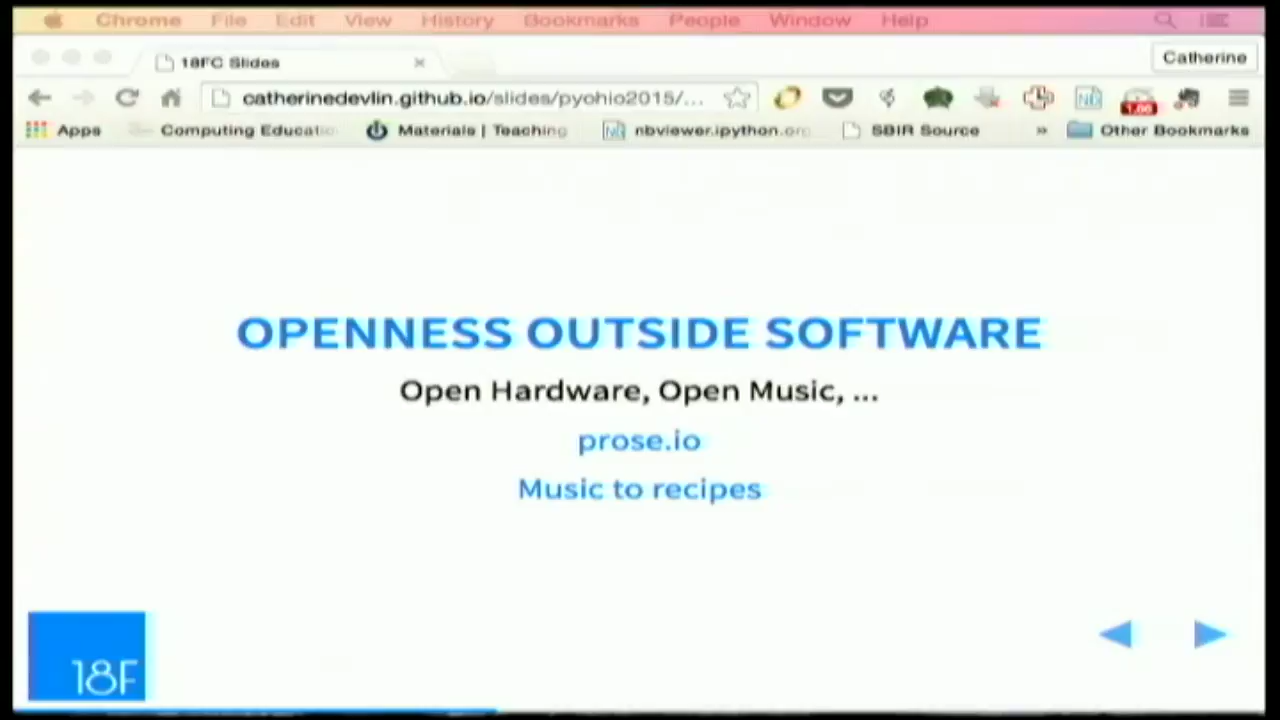 Chrome File Edit View History Bookmarks People Window Help
18FC Slides
Catherine
catherinedevlin.github.io/slides/pyohio2015/...
Apps
Computing Educatio
Materials | Teaching
nbviewer.ipython.org
SBIR Source
»
Other Bookmarks
OPENNESS OUTSIDE SOFTWARE
Open Hardware, Open Music, ...
prose.io
Music to recipes
18F